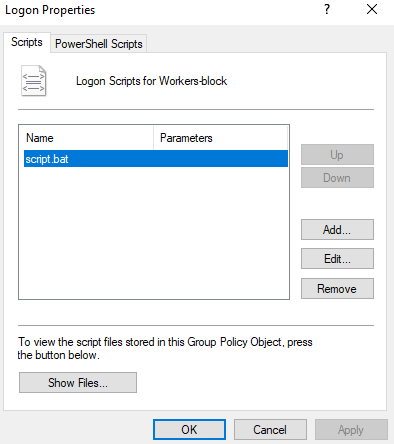 Logon Properties
Scripts PowerShell Scripts
Logon Scripts for Workers-block
Name Parameters
script.bat
Up
Down
Add...
Edit...
Remove
To view the script files stored in this Group Policy Object, press
the button below.
Show Files...
OK Cancel Apply